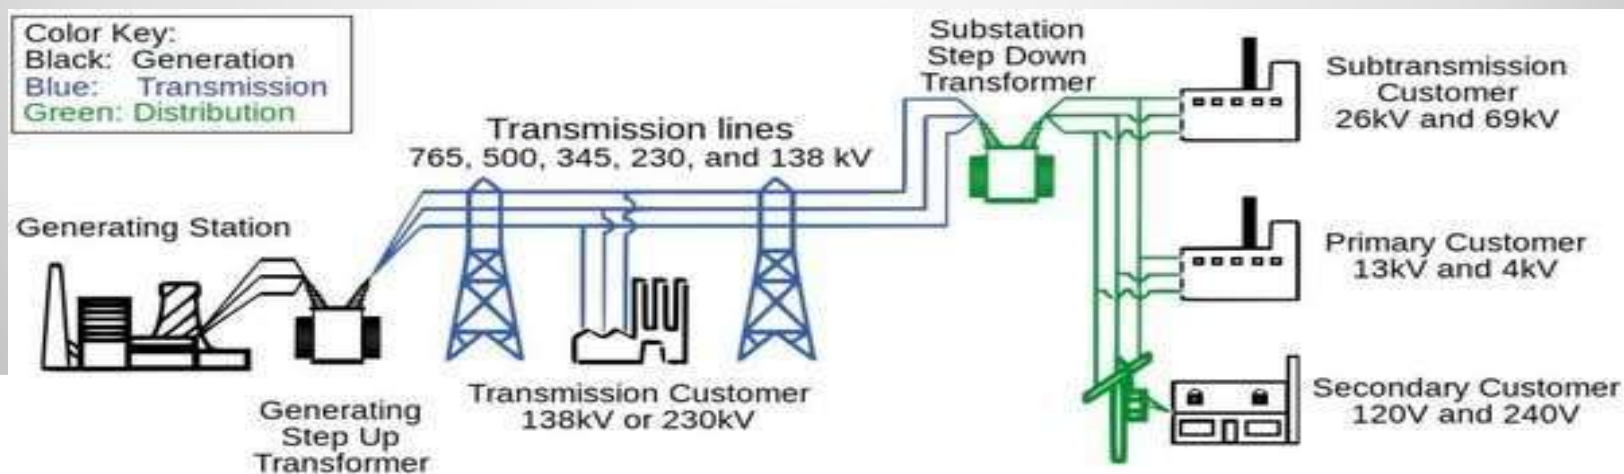 Color Key:
Black: Generation
Blue: Transmission
Green: Distribution
Substation
Step Down
Transformer
Subtransmission
Customer
26kV and 69kV
Transmission lines
765, 500, 345, 230, and 138 kV
Generating Station
Primary Customer
13kV and 4kV
Transmission Customer
138kV or 230kV
Generating
Step Up
Transformer
Secondary Customer
120V and 240V